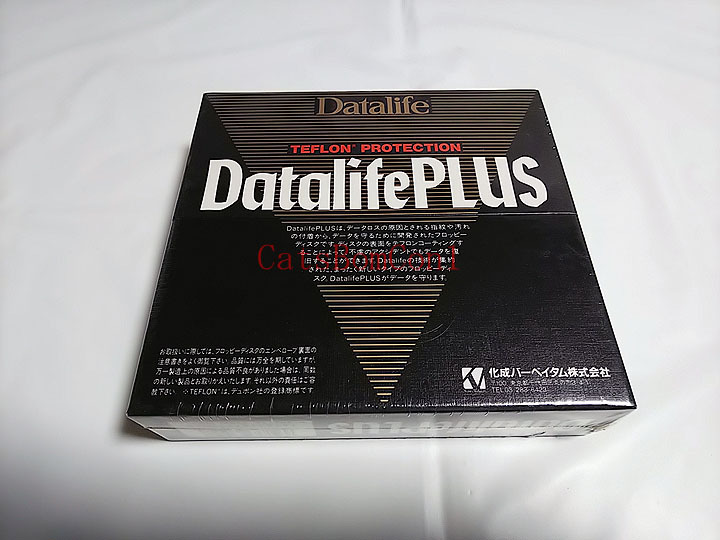 Datalife
TEFLON® PROTECTION
DatalifePLUS
DatalifePLUSは、データロスの原因とされる指紋や汚れ
の付着から、データを守るために開発されたフロッピー
ディスクです。ディスクの表面をテフロンコーティングす
ることによって、不慮のアクシデントでもデータを復
旧することができます。Datalifeの技術が集約
された、まったく新しいタイプのフロッピーディ
スク、DatalifePLUSがデータを守ります。
お取扱いに際しては、フロッピーディスクのエンベロープ裏面の
注意書きをよく御覧下さい。品質には万全を期していますが、
万一製造上の原因による品質不良がありました場合は、同数
の新しい製品とお取りかえいたします。それ以外の責任はご容
赦下さい。 ※TEFLON®は、デュポン社の登録商標です
化成バーベイタム株式会社
〒100 東京都千代田区
TEL 03-283-
PLUS